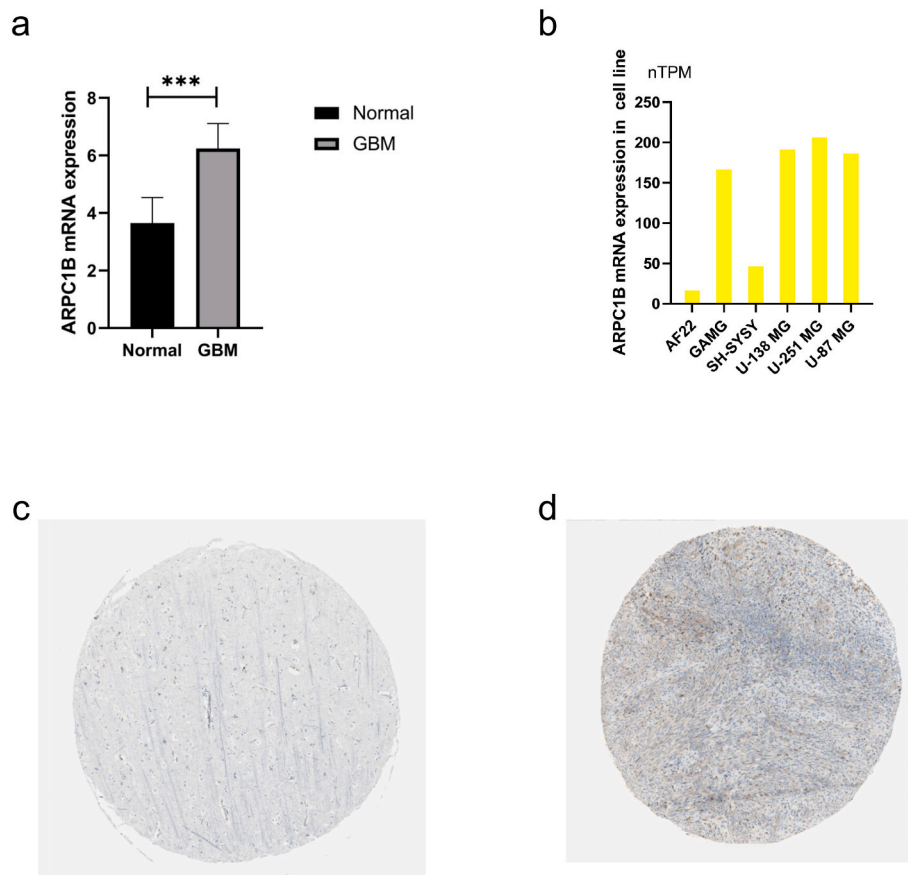 a
ARPC1B mRNA expression
8
6
4
2
0
***
Normal
GBM
Normal
GBM
b
ARPC1B mRNA expression in cell line
nTPM
250
200
150
100
50
0
AF22
GAMG
SH-SYSY
U-138 MG
U-251 MG
U-87 MG
c
d